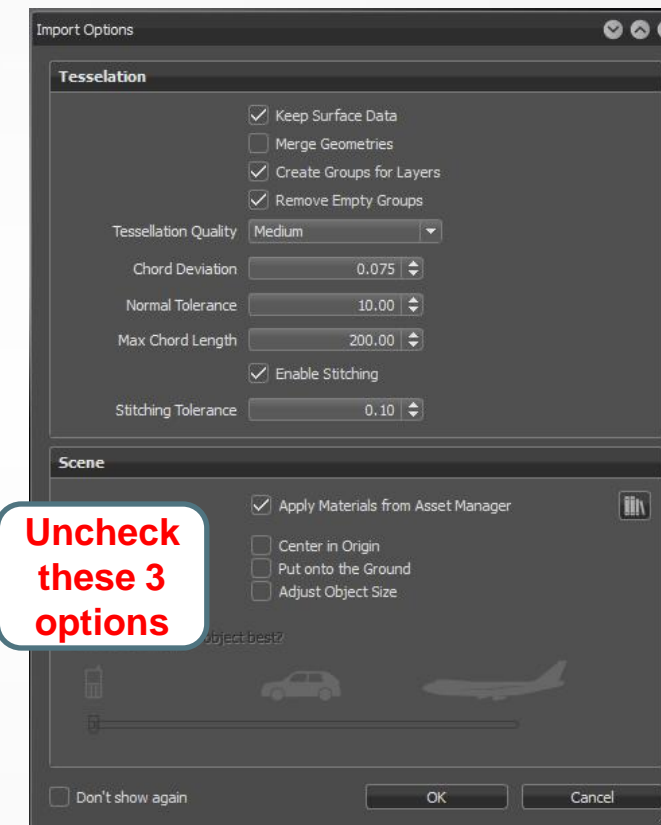 Import Options
Tesselation
Keep Surface Data
Merge Geometries
Create Groups for Layers
Remove Empty Groups
Tessellation Quality Medium
Chord Deviation 0.075
Normal Tolerance 10.00
Max Chord Length 200.00
Enable Stitching
Stitching Tolerance 0.10
Scene
Apply Materials from Asset Manager
Uncheck
these 3
options
Center in Origin
Put onto the Ground
Adjust Object Size
object best?
Don't show again
OK Cancel